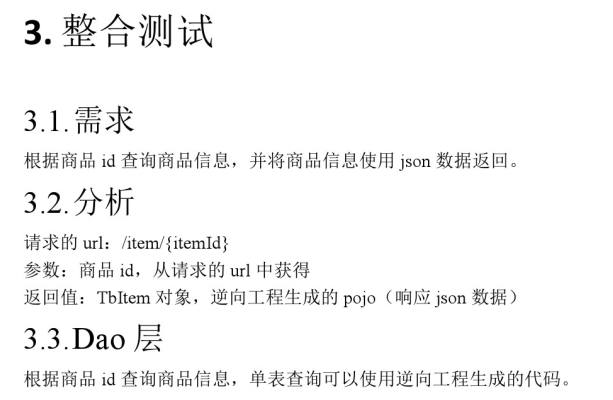 3. 整合测试
3.1.需求
根据商品 id 查询商品信息，并将商品信息使用 json 数据返回。
3.2.分析
请求的 url：/item/{itemId}
参数：商品 id，从请求的 url 中获得
返回值：TbItem 对象，逆向工程生成的 pojo（响应 json 数据）
3.3.Dao 层
根据商品 id 查询商品信息，单表查询可以使用逆向工程生成的代码。